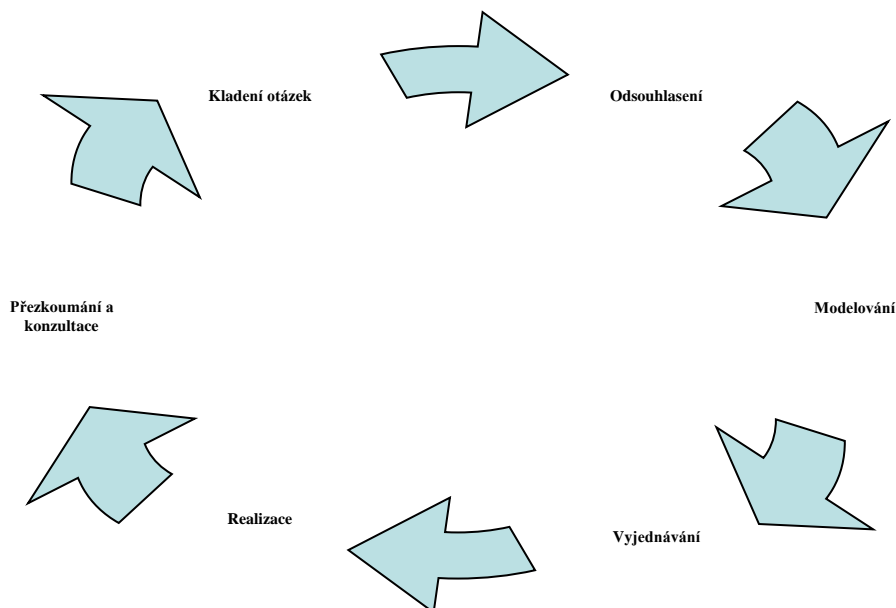 Kladení otázek
Odsouhlasení
Modelování
Vyjednávání
Realizace
Přezkoumání a
konzultace